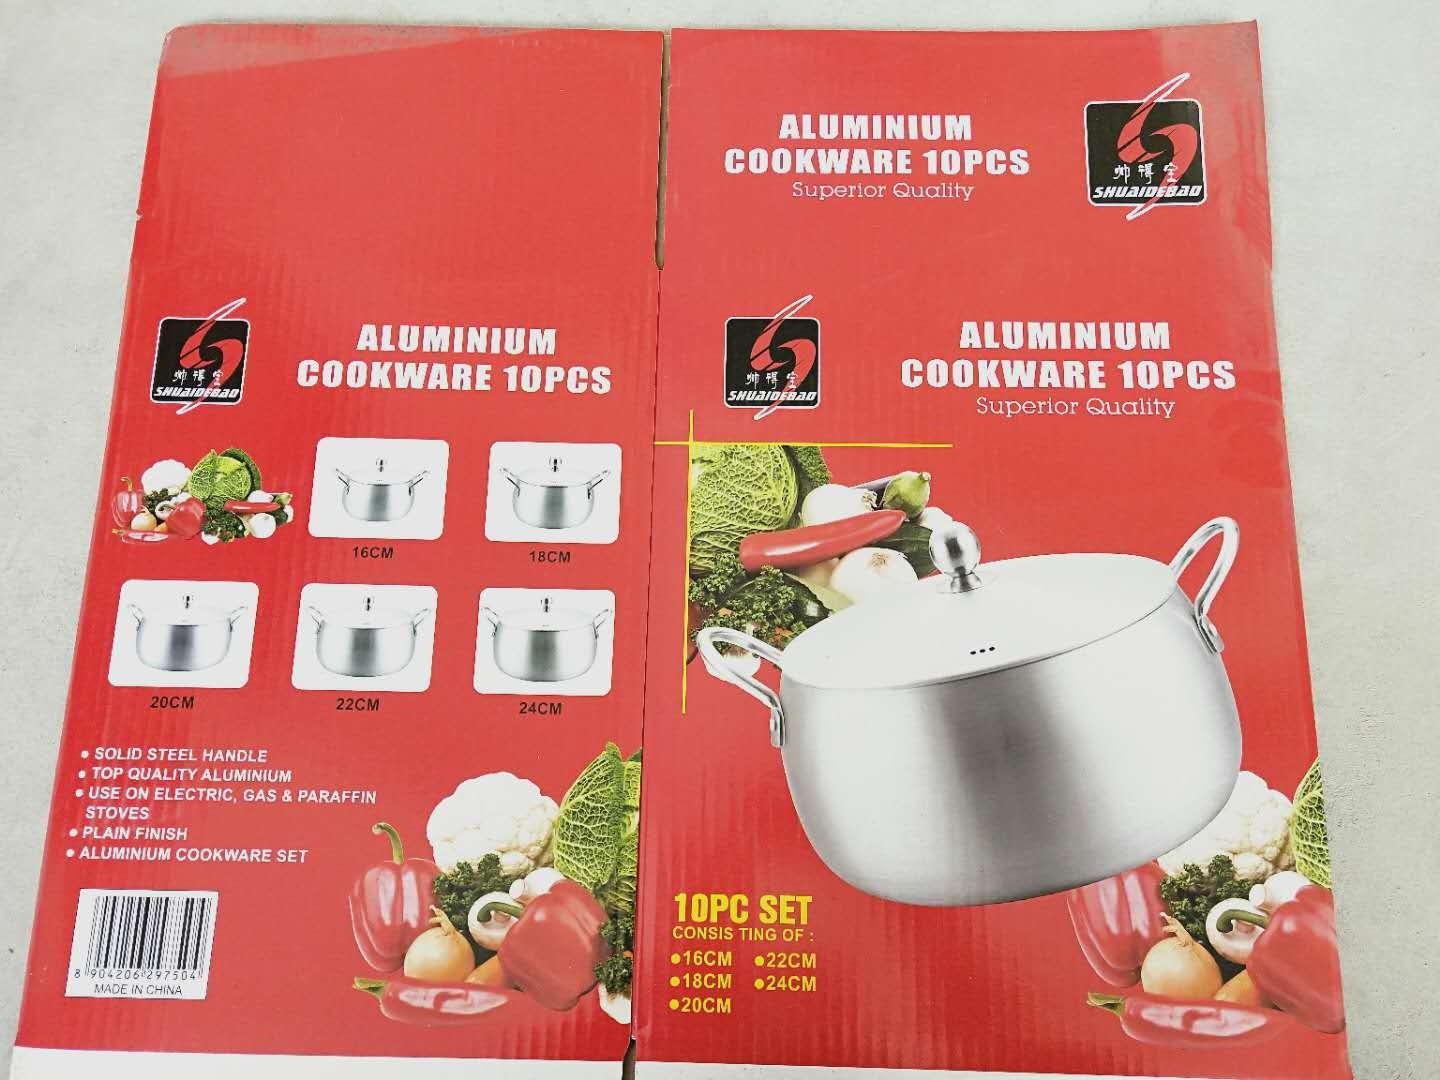 ALUMINIUM
COOKWARE 10PCS
Superior Quality
帅得宝
SHUAIDEBAO
帅得宝
SHUAIDEBAO
ALUMINIUM
COOKWARE 10PCS
16CM
18CM
20CM
22CM
24CM
• SOLID STEEL HANDLE
• TOP QUALITY ALUMINIUM
• USE ON ELECTRIC, GAS & PARAFFIN
STOVES
• PLAIN FINISH
• ALUMINIUM COOKWARE SET
8 904206 297504
MADE IN CHINA
帅得宝
SHUAIDEBAO
ALUMINIUM
COOKWARE 10PCS
Superior Quality
10PC SET
CONSIS TING OF :
•16CM •22CM
•18CM •24CM
•20CM